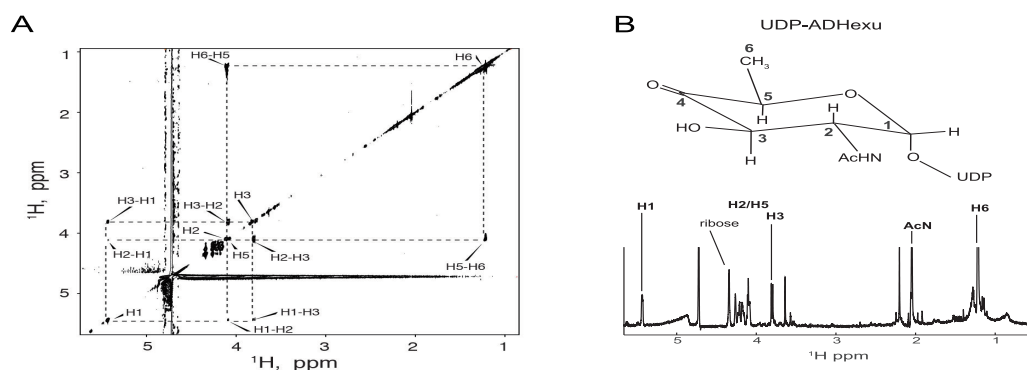 A
1
2
3
4
5
¹H, ppm
H6-H5
H6
H3-H1
H3-H2
H3
H2
H2-H1
H5
H2-H3
H5-H6
H1
H1-H3
H1-H2
5
4
3
2
1
¹H, ppm
B
UDP-ADHexu
6
CH3
O
4
5
O
H
H
1
HO
3
2
H
H
AcHN
O
UDP
H1
ribose
H2/H5
H3
AcN
H6
5
4
3
2
1
¹H ppm